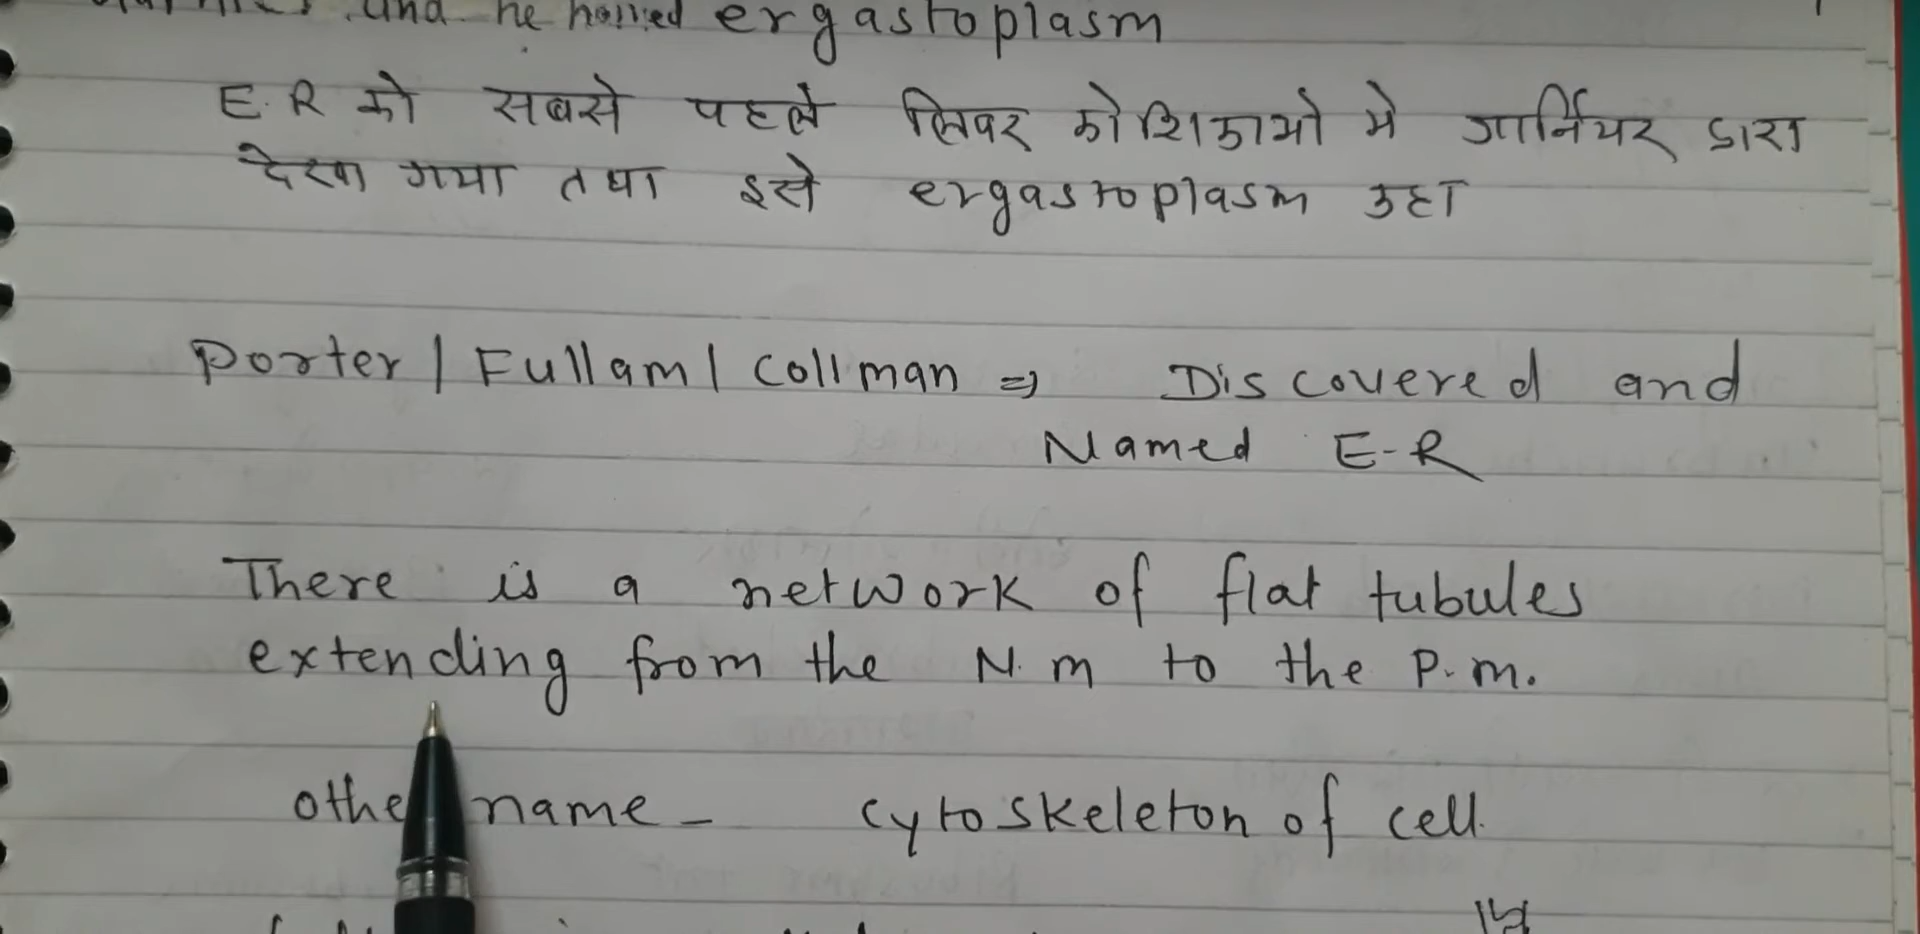 and he named ergastoplasm
E.R को सबसे पहले लिवर कोशिकाओ मे गार्नियर द्वारा
देखा गया तथा इसे ergastoplasm कहा
Porter / Fullam / Collman ⇒ Discovered and
Named E-R
There is a network of flat tubules
extending from the N.m to the P.m.
othe name - cytoskeleton of cell.